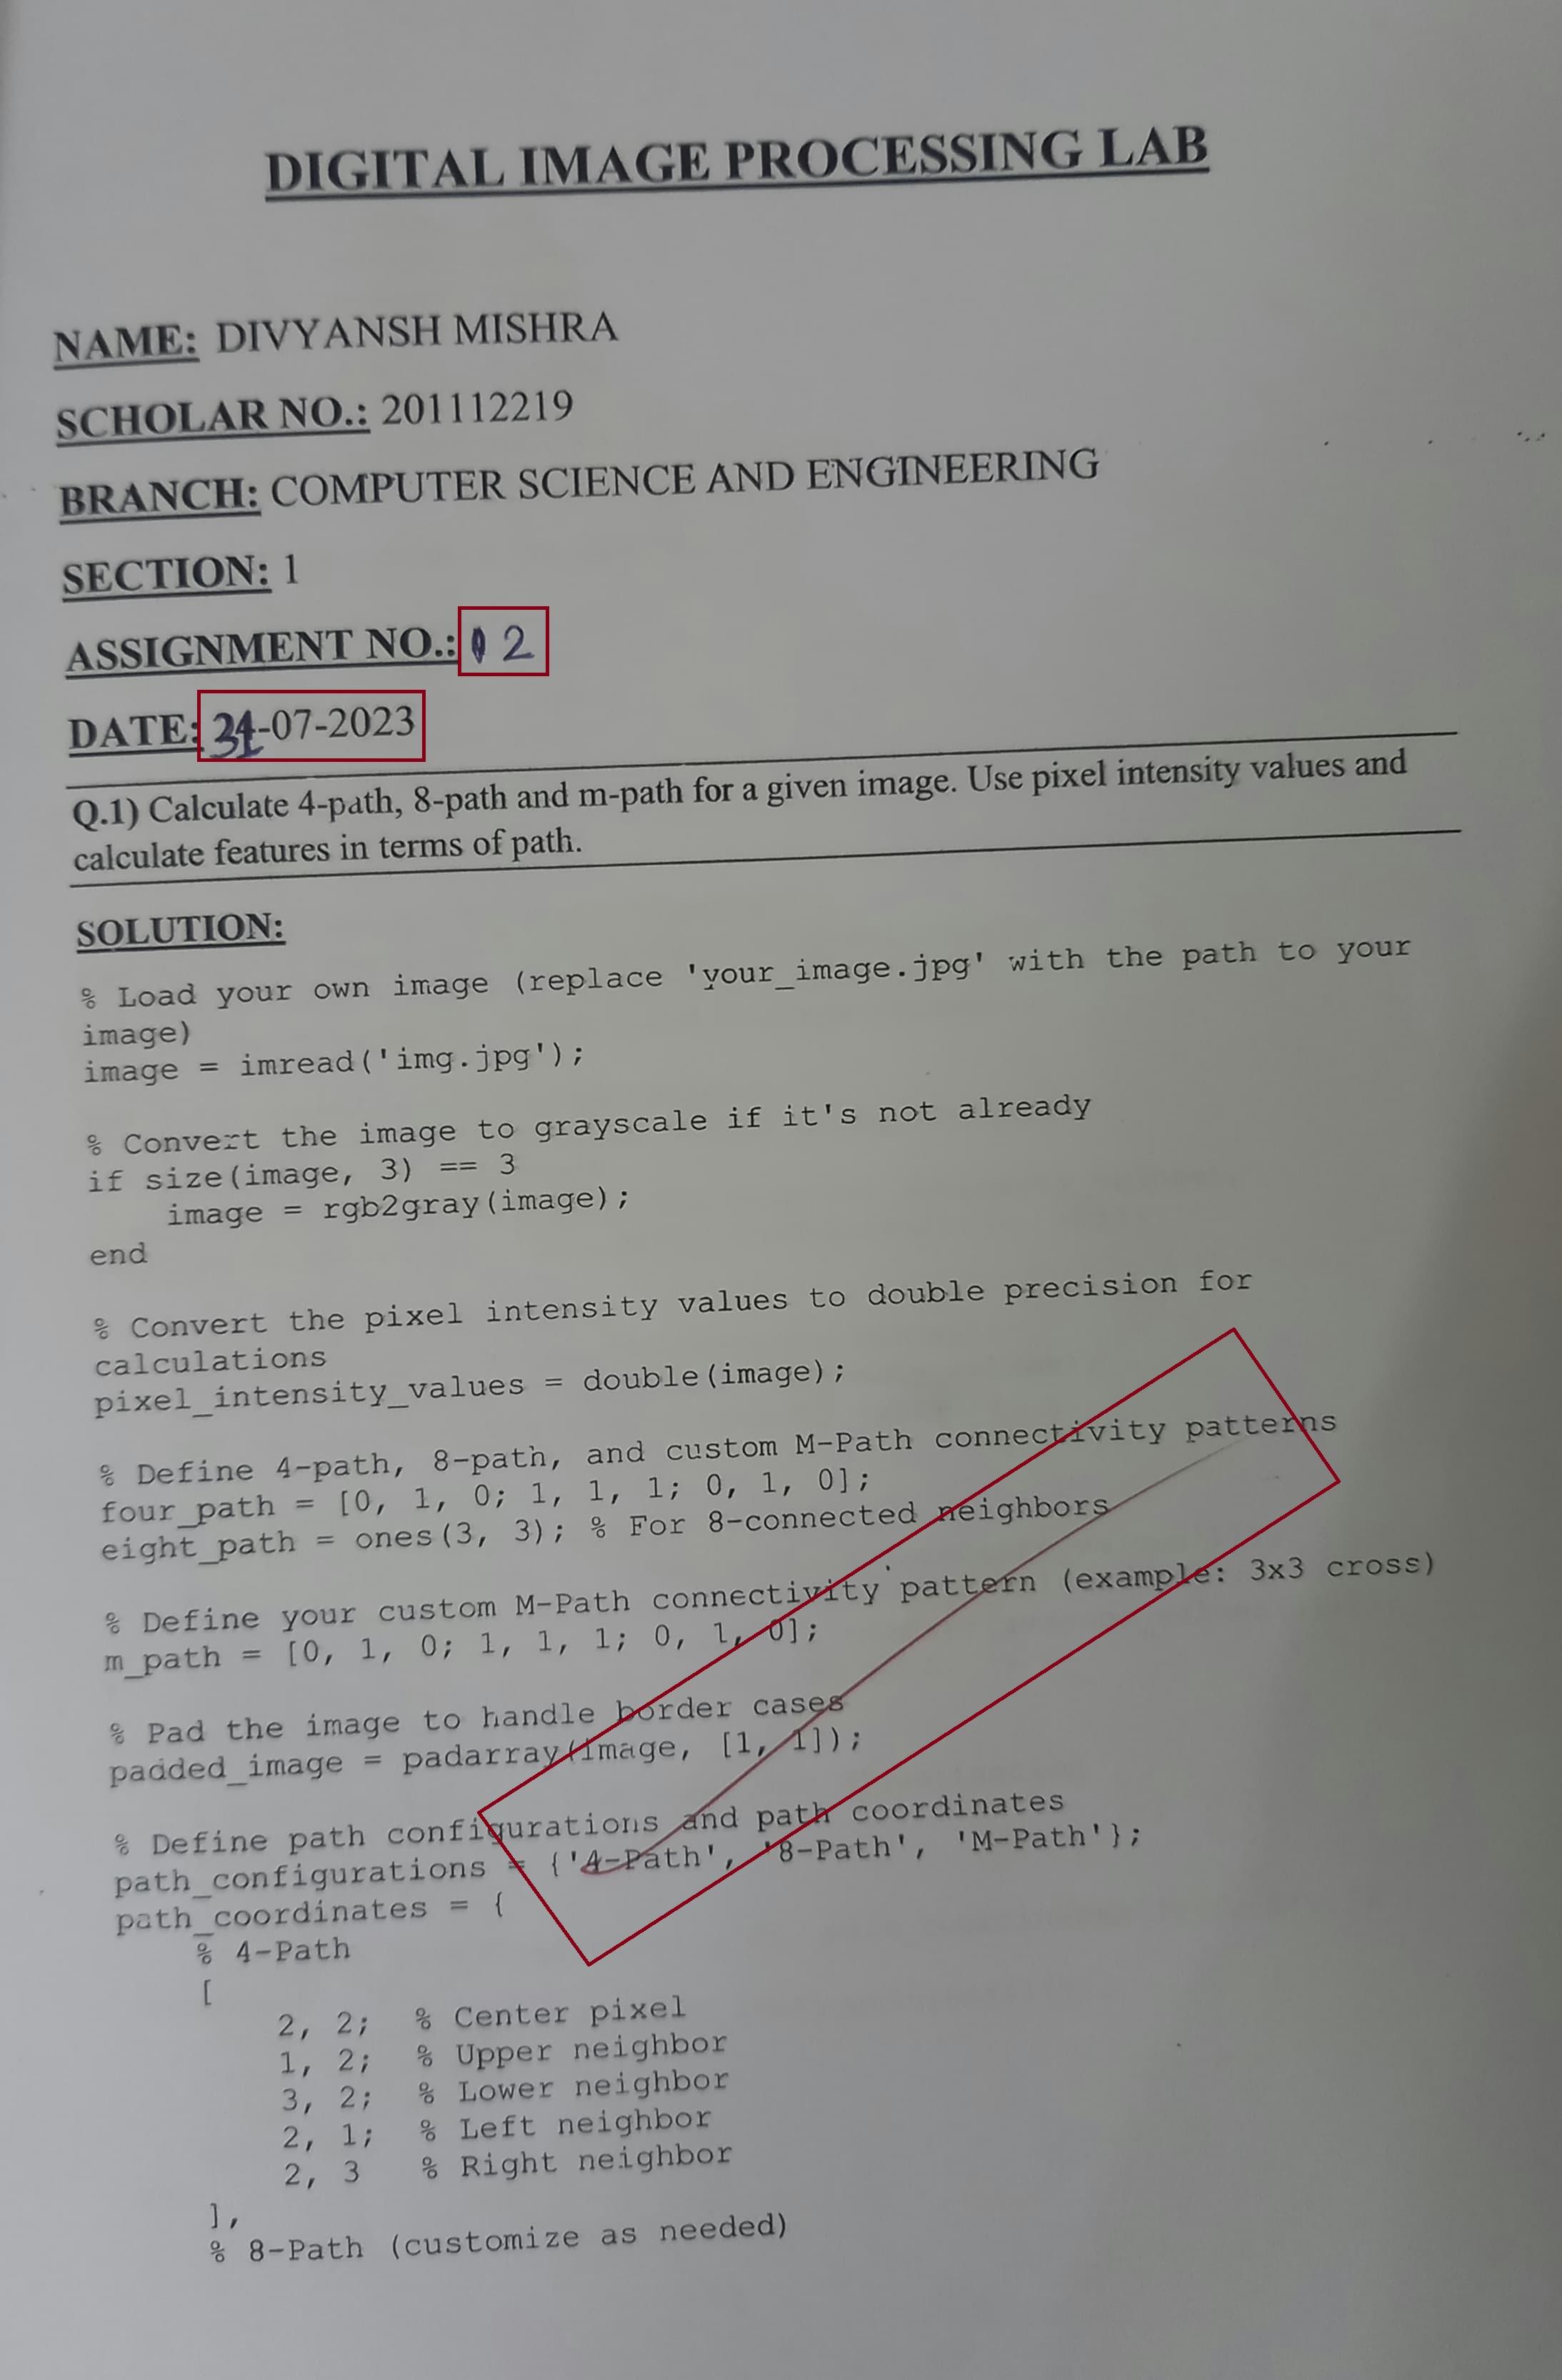 DIGITAL IMAGE PROCESSING LAB
NAME: DIVYANSH MISHRA
SCHOLAR NO.: 201112219
BRANCH: COMPUTER SCIENCE AND ENGINEERING
SECTION: 1
ASSIGNMENT NO.: 2
DATE: 31-07-2023
Q.1) Calculate 4-path, 8-path and m-path for a given image. Use pixel intensity values and
calculate features in terms of path.
SOLUTION:
% Load your own image (replace 'your_image.jpg' with the path to your
image)
image = imread('img.jpg');
% Convert the image to grayscale if it's not already
if size(image, 3) == 3
    image = rgb2gray(image);
end
% Convert the pixel intensity values to double precision for
calculations
pixel_intensity_values = double(image);
% Define 4-path, 8-path, and custom M-Path connectivity patterns
four_path = [0, 1, 0; 1, 1, 1; 0, 1, 0];
eight_path = ones(3, 3); % For 8-connected neighbors
% Define your custom M-Path connectivity pattern (example: 3x3 cross)
m_path = [0, 1, 0; 1, 1, 1; 0, 1, 0];
% Pad the image to handle border cases
padded_image = padarray(image, [1, 1]);
% Define path configurations and path coordinates
path_configurations = {'4-Path', '8-Path', 'M-Path'};
path_coordinates = {
    % 4-Path
    [
        2, 2;  % Center pixel
        1, 2;  % Upper neighbor
        3, 2;  % Lower neighbor
        2, 1;  % Left neighbor
        2, 3   % Right neighbor
    ],
    % 8-Path (customize as needed)